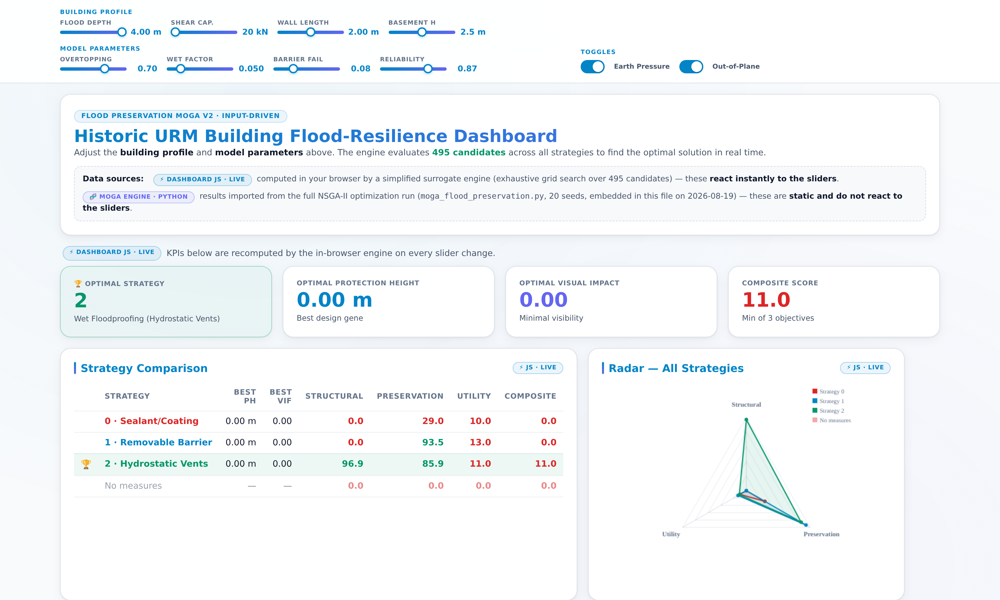 BUILDING PROFILE
FLOOD DEPTH SHEAR CAP. WALL LENGTH BASEMENT H
4.00 m 20 kN 2.00 m 2.5 m
MODEL PARAMETERS
OVERTOPPING WET FACTOR BARRIER FAIL RELIABILITY
0.70 0.050 0.08 0.87
TOGGLES
Earth Pressure Out-of-Plane
FLOOD PRESERVATION MOGA V2 · INPUT-DRIVEN
Historic URM Building Flood-Resilience Dashboard
Adjust the building profile and model parameters above. The engine evaluates 495 candidates across all strategies to find the optimal solution in real time.
Data sources: ⚡ DASHBOARD JS · LIVE computed in your browser by a simplified surrogate engine (exhaustive grid search over 495 candidates) — these react instantly to the sliders.
🧬 MOGA ENGINE · PYTHON results imported from the full NSGA-II optimization run (moga_flood_preservation.py, 20 seeds, embedded in this file on 2026-08-19) — these are static and do not react to
the sliders.
⚡ DASHBOARD JS · LIVE KPIs below are recomputed by the in-browser engine on every slider change.
🏆 OPTIMAL STRATEGY
2
Wet Floodproofing (Hydrostatic Vents)
OPTIMAL PROTECTION HEIGHT
0.00 m
Best design gene
OPTIMAL VISUAL IMPACT
0.00
Minimal visibility
COMPOSITE SCORE
11.0
Min of 3 objectives
Strategy Comparison ⚡ JS · LIVE
STRATEGY BEST PH BEST VIF STRUCTURAL PRESERVATION UTILITY COMPOSITE
0 · Sealant/Coating 0.00 m 0.00 0.0 29.0 10.0 0.0
1 · Removable Barrier 0.00 m 0.00 0.0 93.5 13.0 0.0
🏆 2 · Hydrostatic Vents 0.00 m 0.00 96.9 85.9 11.0 11.0
No measures — — 0.0 0.0 0.0 0.0
Radar — All Strategies ⚡ JS · LIVE
Strategy 0
Strategy 1
Strategy 2
No measures
Structural
Utility
Preservation